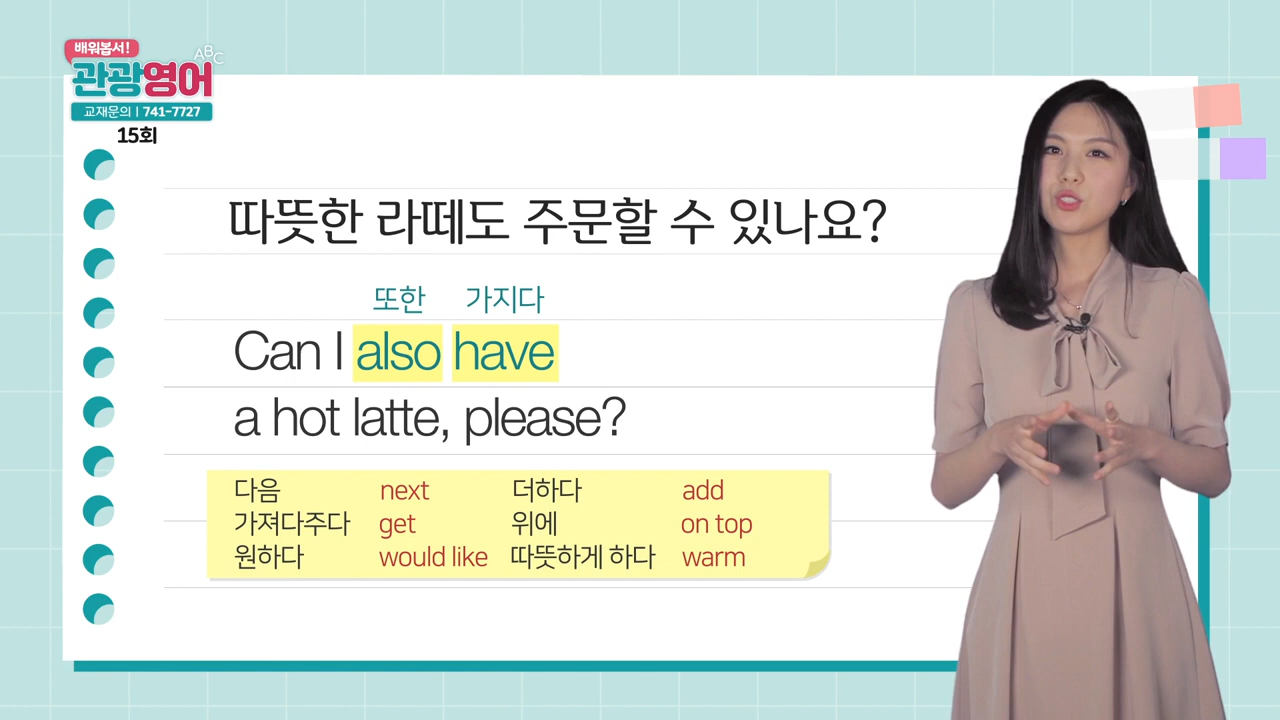 배워봅서!
ABC
관광영어
교재문의 | 741-7727
15회
따뜻한 라떼도 주문할 수 있나요?
또한 가지다
Can I also have
a hot latte, please?
다음 next 더하다 add
가져다주다 get 위에 on top
원하다 would like 따뜻하게 하다 warm